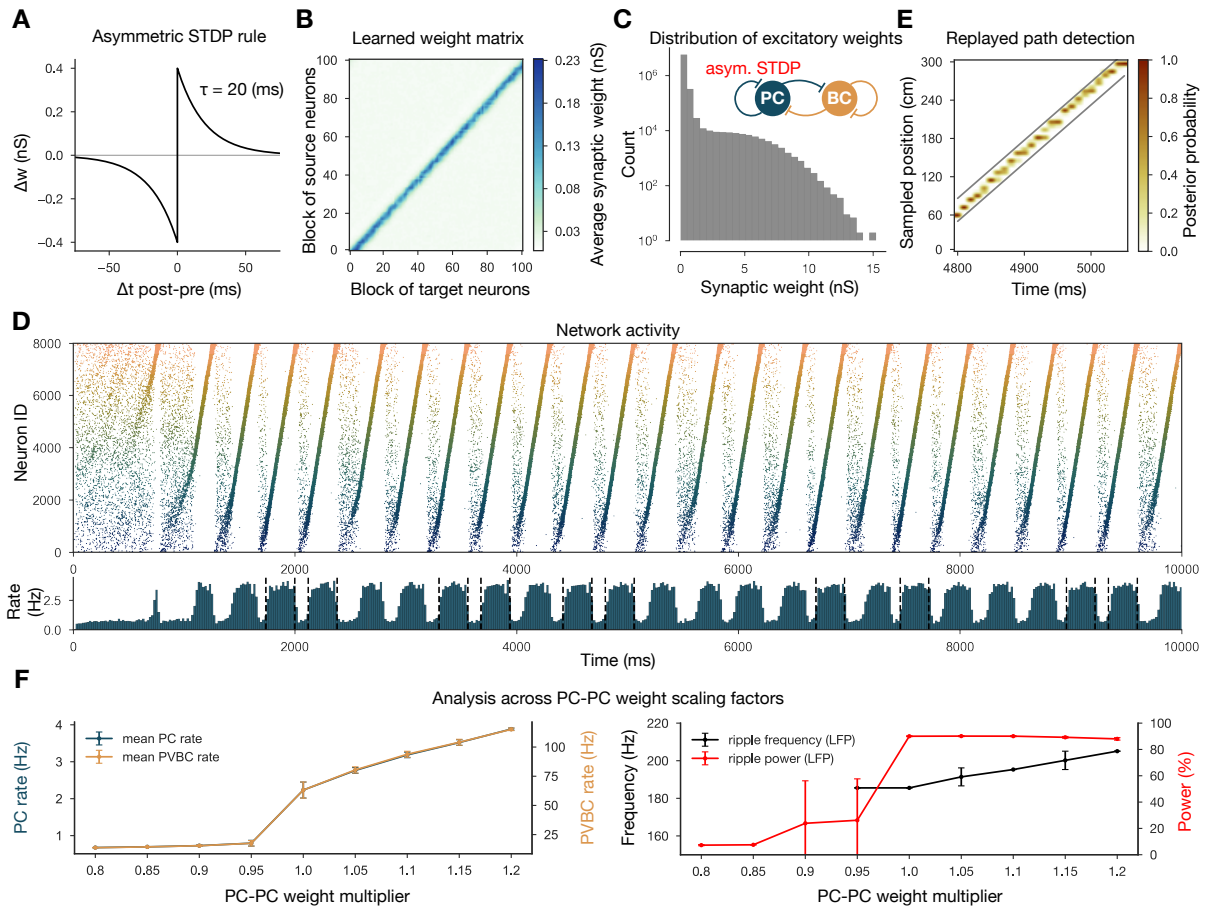 A
Asymmetric STDP rule
τ = 20 (ms)
0.4
0.2
0.0
−0.2
−0.4
Δw (nS)
−50
0
50
Δt post-pre (ms)
B
Learned weight matrix
100
80
60
40
20
0
Block of source neurons
0
20
40
60
80
100
Block of target neurons
0.23
0.18
0.13
0.08
0.03
Average synaptic weight (nS)
C
Distribution of excitatory weights
asym. STDP
PC
BC
10⁶
10⁴
10²
10⁰
Count
0
5
10
15
Synaptic weight (nS)
E
Replayed path detection
300
240
180
120
60
0
Sampled position (cm)
4800
4900
5000
Time (ms)
1.0
0.8
0.6
0.4
0.2
0.0
Posterior probability
D
Network activity
8000
6000
4000
2000
0
Neuron ID
0
2000
4000
6000
8000
10000
2.5
0.0
Rate
(Hz)
0
2000
4000
6000
8000
10000
Time (ms)
F
Analysis across PC-PC weight scaling factors
4
3
2
1
PC rate (Hz)
mean PC rate
mean PVBC rate
100
75
50
25
PVBC rate (Hz)
0.8
0.85
0.9
0.95
1.0
1.05
1.1
1.15
1.2
PC-PC weight multiplier
220
200
180
160
Frequency (Hz)
ripple frequency (LFP)
ripple power (LFP)
100
80
60
40
20
0
Power (%)
0.8
0.85
0.9
0.95
1.0
1.05
1.1
1.15
1.2
PC-PC weight multiplier